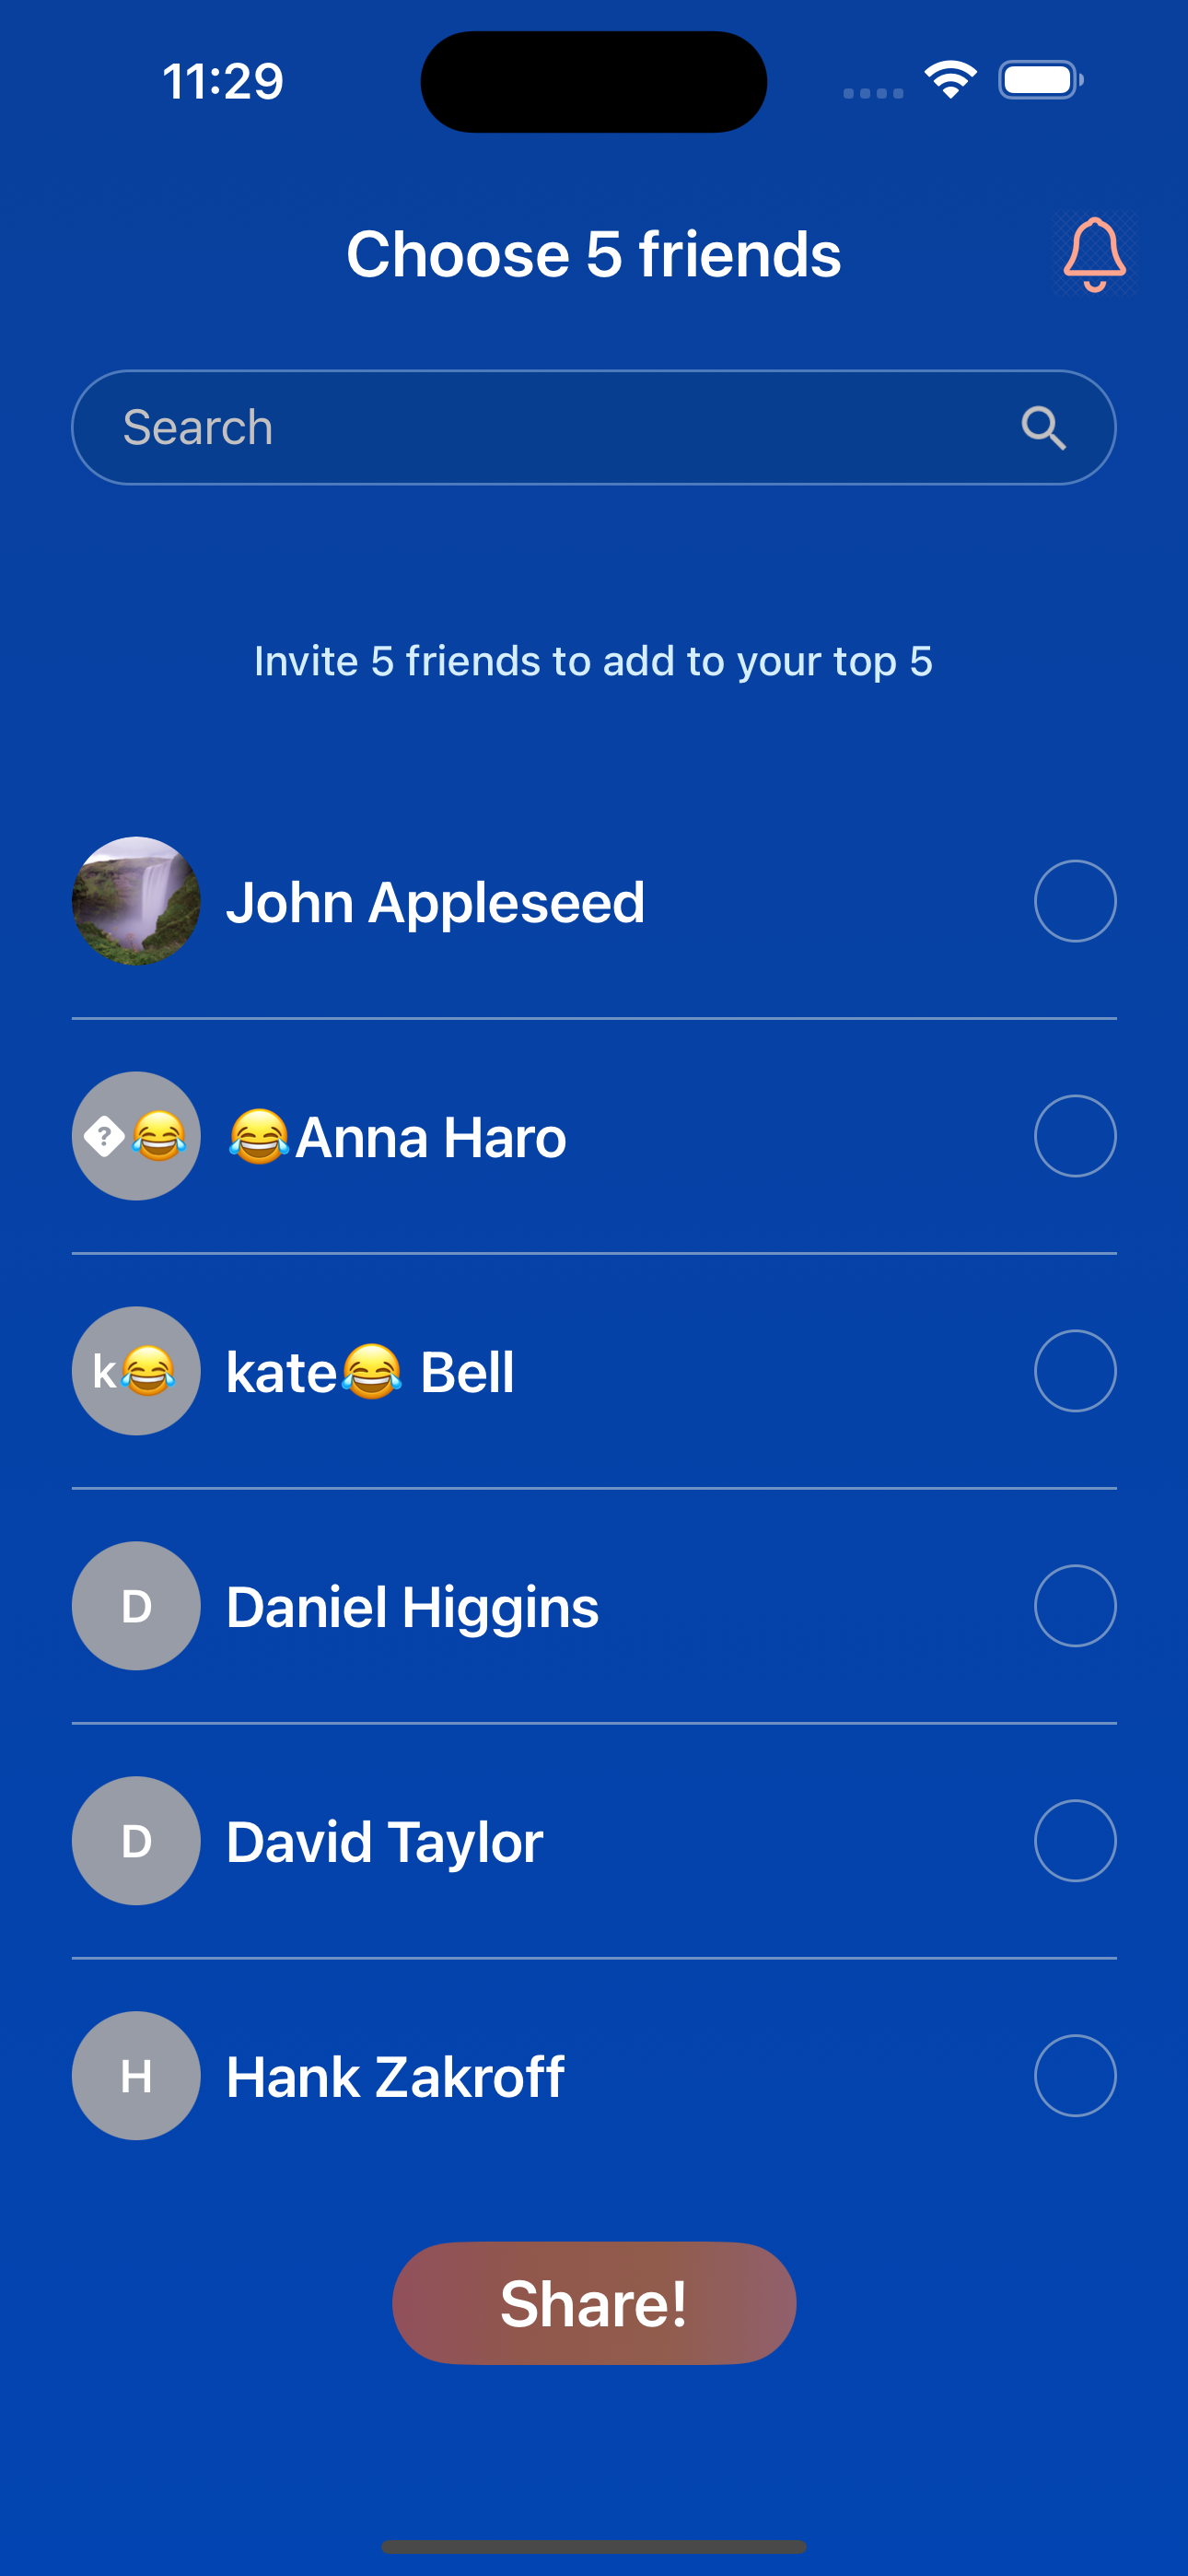 11:29
Choose 5 friends
Search
Invite 5 friends to add to your top 5
John Appleseed
?😂 😂Anna Haro
k😂 kate😂 Bell
D Daniel Higgins
D David Taylor
H Hank Zakroff
Share!